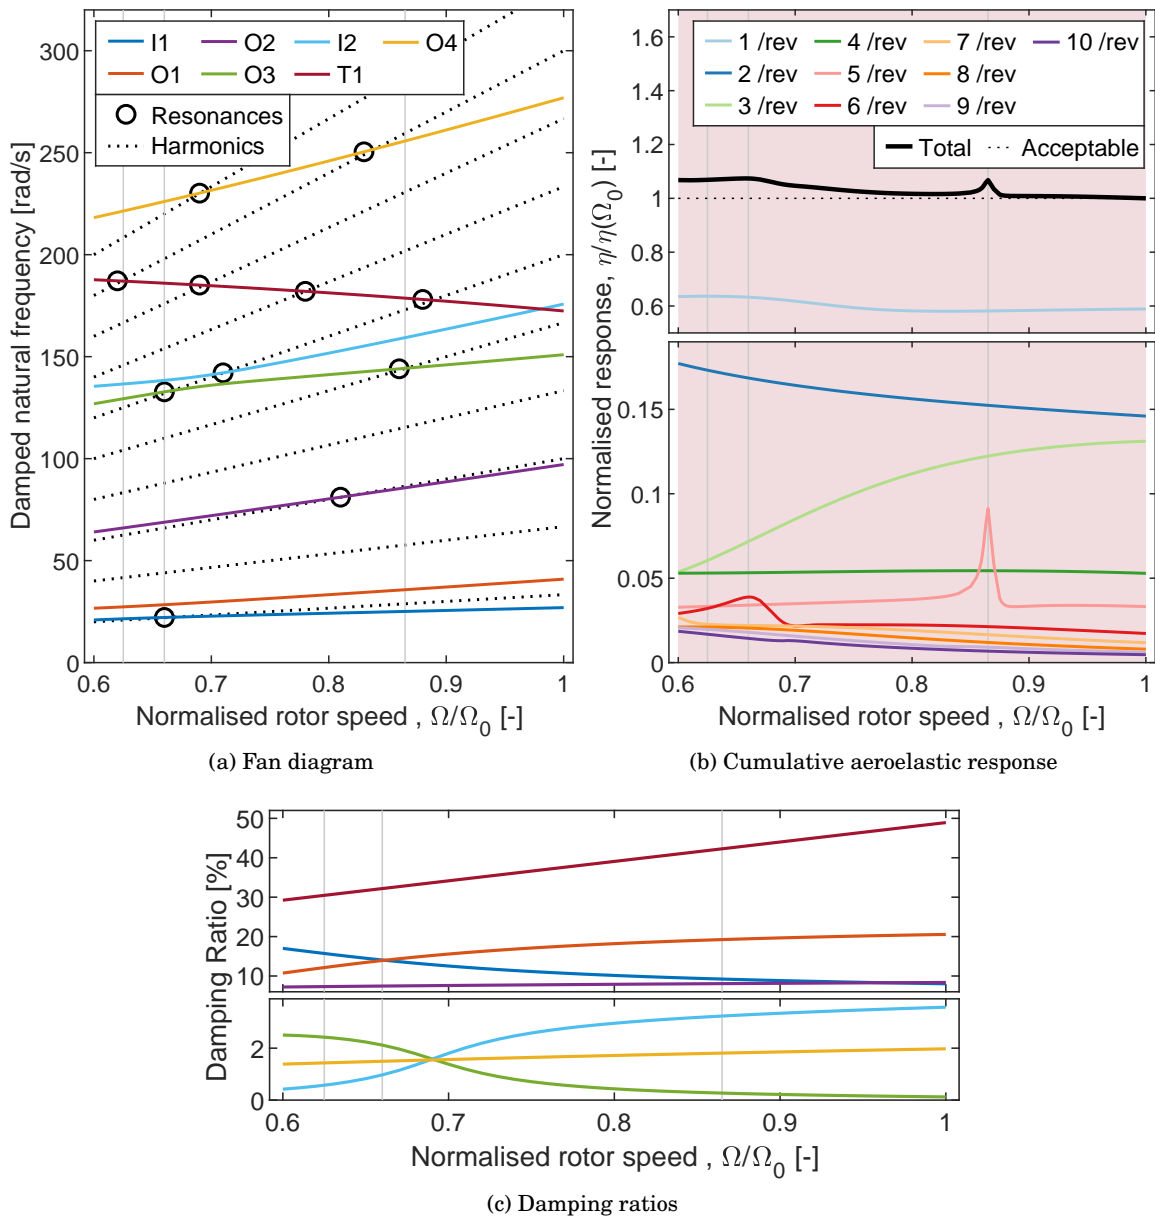 300
250
200
150
100
50
0
Damped natural frequency [rad/s]
I1 O2 I2 O4
O1 O3 T1
Resonances
Harmonics
0.6 0.7 0.8 0.9 1
Normalised rotor speed , Ω/Ω0 [-]
(a) Fan diagram
1.6
1.4
1.2
1
0.8
0.6
0.15
0.1
0.05
0
Normalised response, η/η(Ω0) [-]
1 /rev 4 /rev 7 /rev 10 /rev
2 /rev 5 /rev 8 /rev
3 /rev 6 /rev 9 /rev
Total Acceptable
0.6 0.7 0.8 0.9 1
Normalised rotor speed , Ω/Ω0 [-]
(b) Cumulative aeroelastic response
50
40
30
20
10
2
0
Damping Ratio [%]
0.6 0.7 0.8 0.9 1
Normalised rotor speed , Ω/Ω0 [-]
(c) Damping ratios